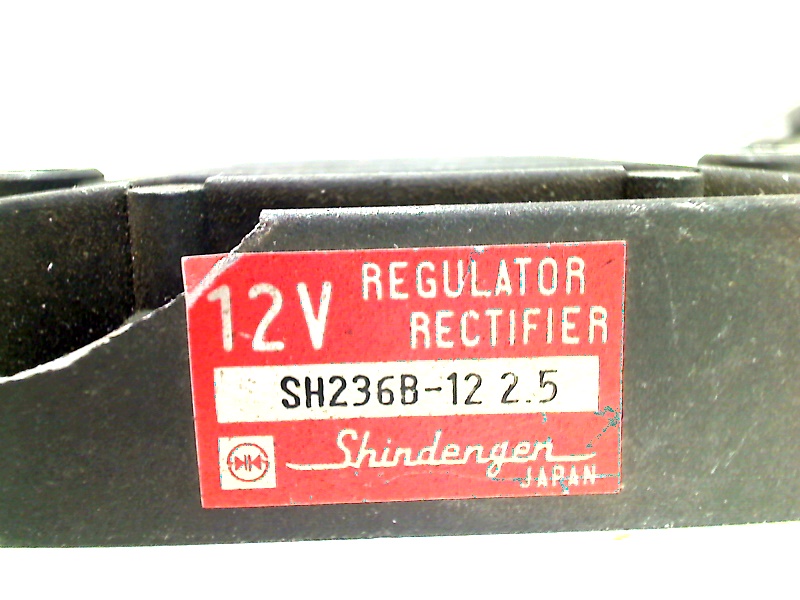 12V REGULATOR
RECTIFIER
SH236B-12 2.5
Shindengen
JAPAN